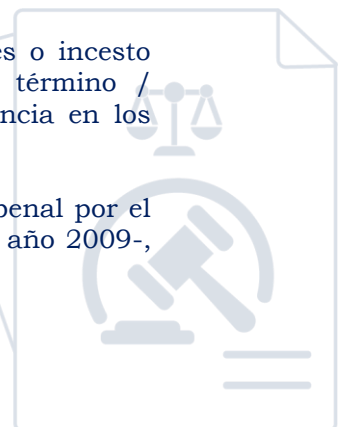 es o incesto
término /
ncia en los
penal por el
año 2009-,